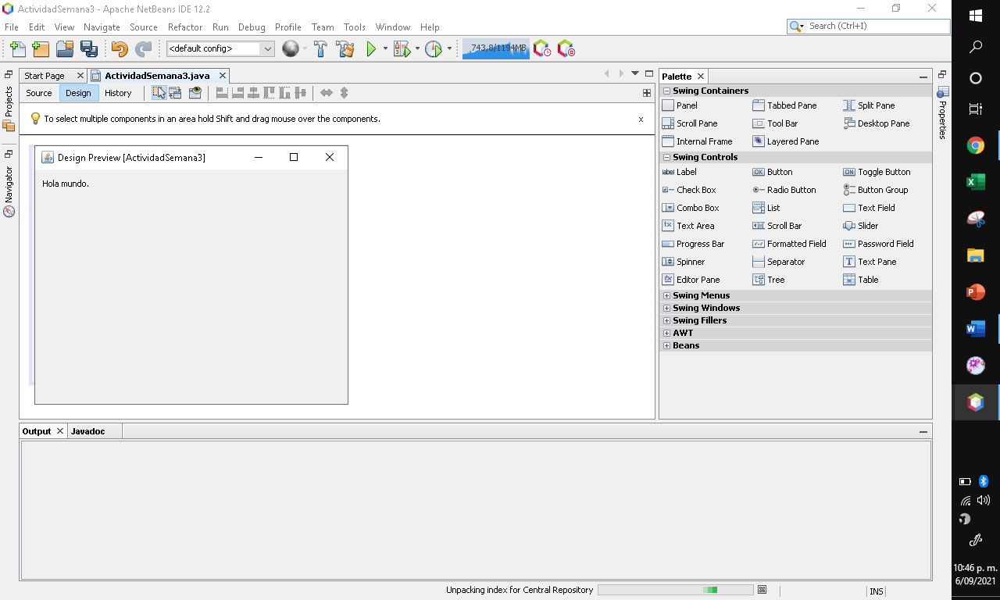 ActividadSemana3 - Apache NetBeans IDE 12.2
File Edit View Navigate Source Refactor Run Debug Profile Team Tools Window Help
Search (Ctrl+I)
<default config>
743,8/1194MB
Start Page
ActividadSemana3.java
Source Design History
To select multiple components in an area hold Shift and drag mouse over the components.
x
Projects
Navigator
Design Preview [ActividadSemana3]
Hola mundo.
Palette
Swing Containers
Panel Tabbed Pane Split Pane
Scroll Pane Tool Bar Desktop Pane
Internal Frame Layered Pane
Swing Controls
label Label OK Button ON Toggle Button
Check Box Radio Button Button Group
Combo Box List Text Field
Text Area Scroll Bar Slider
Progress Bar Formatted Field Password Field
Spinner Separator T Text Pane
Editor Pane Tree Table
Swing Menus
Swing Windows
Swing Fillers
AWT
Beans
Properties
Output Javadoc
Unpacking index for Central Repository
INS
10:46 p. m.
6/09/2021